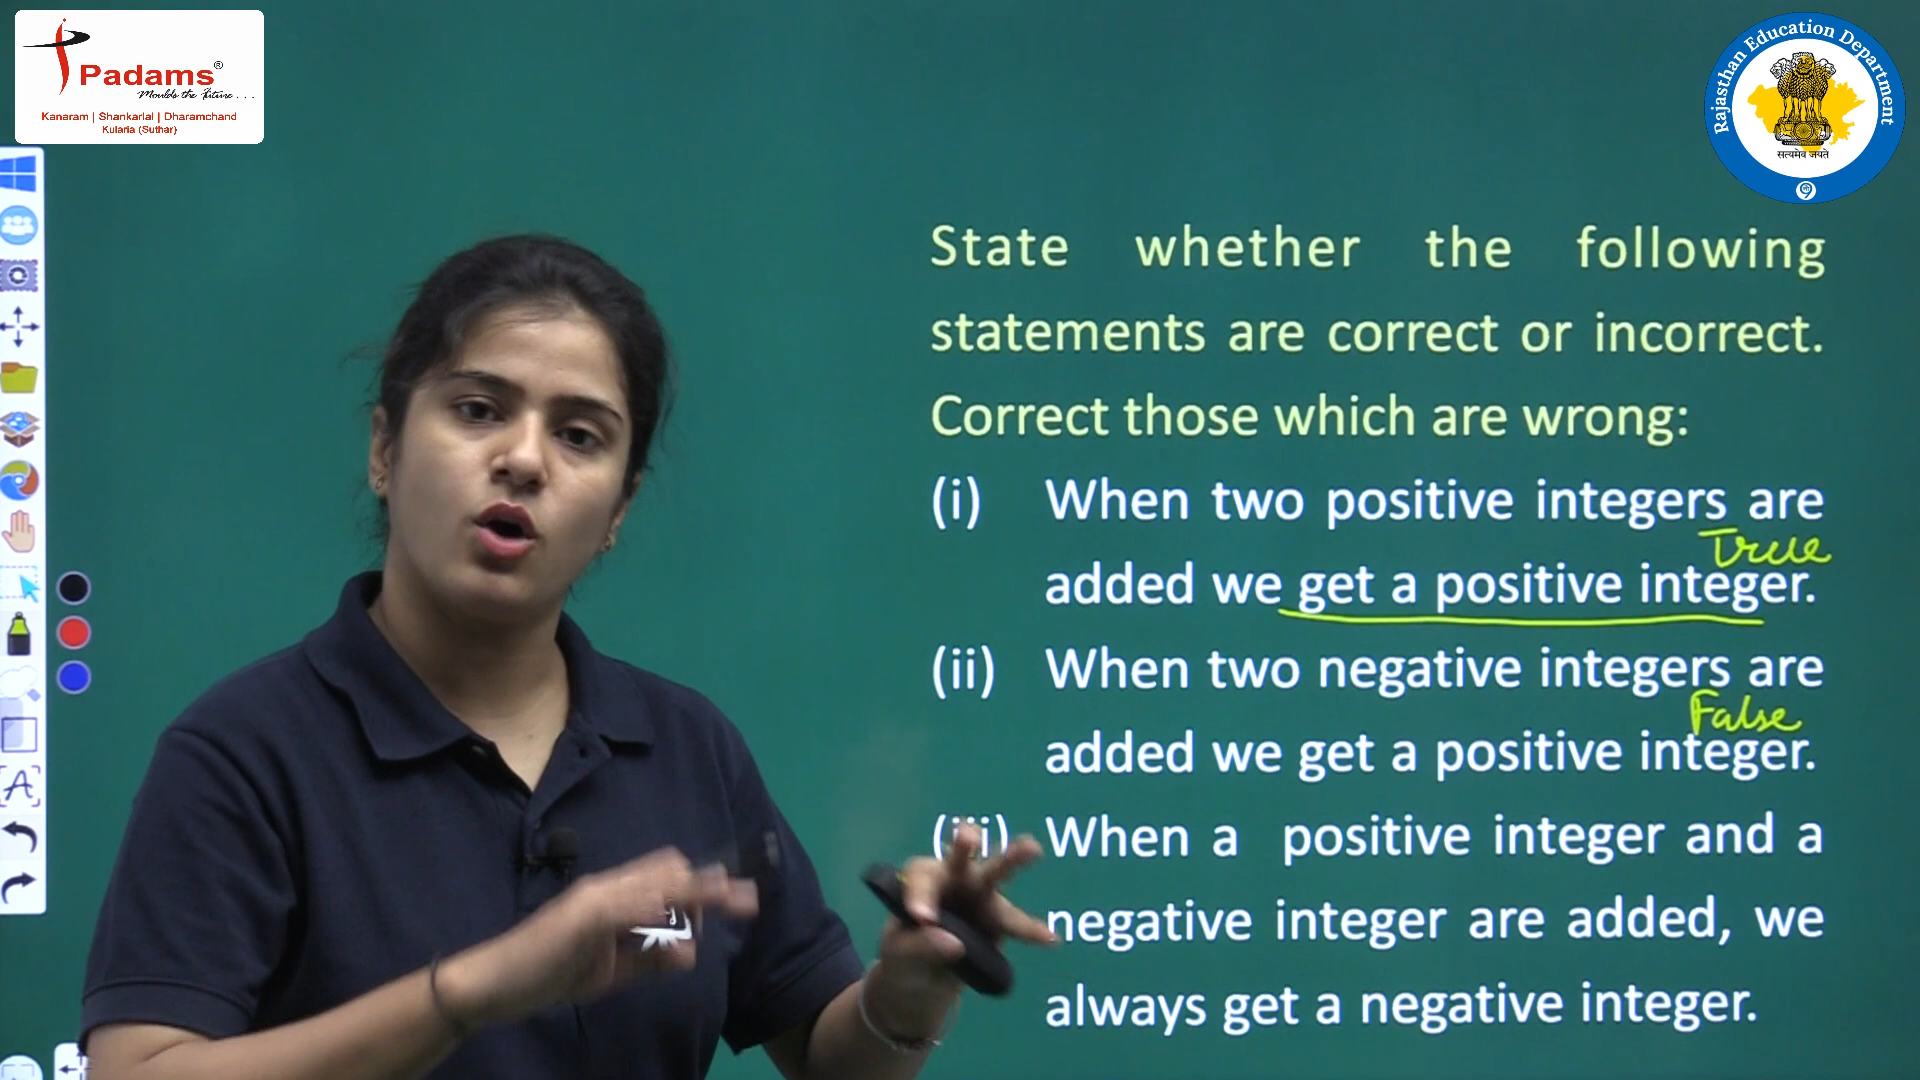 Padams®
Moulds the Future . . .
Kanaram | Shankarlal | Dharamchand
Kularia (Suthar)
Rajasthan Education Department
सत्यमेव जयते
State whether the following
statements are correct or incorrect.
Correct those which are wrong:
(i) When two positive integers are
True
added we get a positive integer.
(ii) When two negative integers are
False
added we get a positive integer.
(iii) When a positive integer and a
negative integer are added, we
always get a negative integer.
A